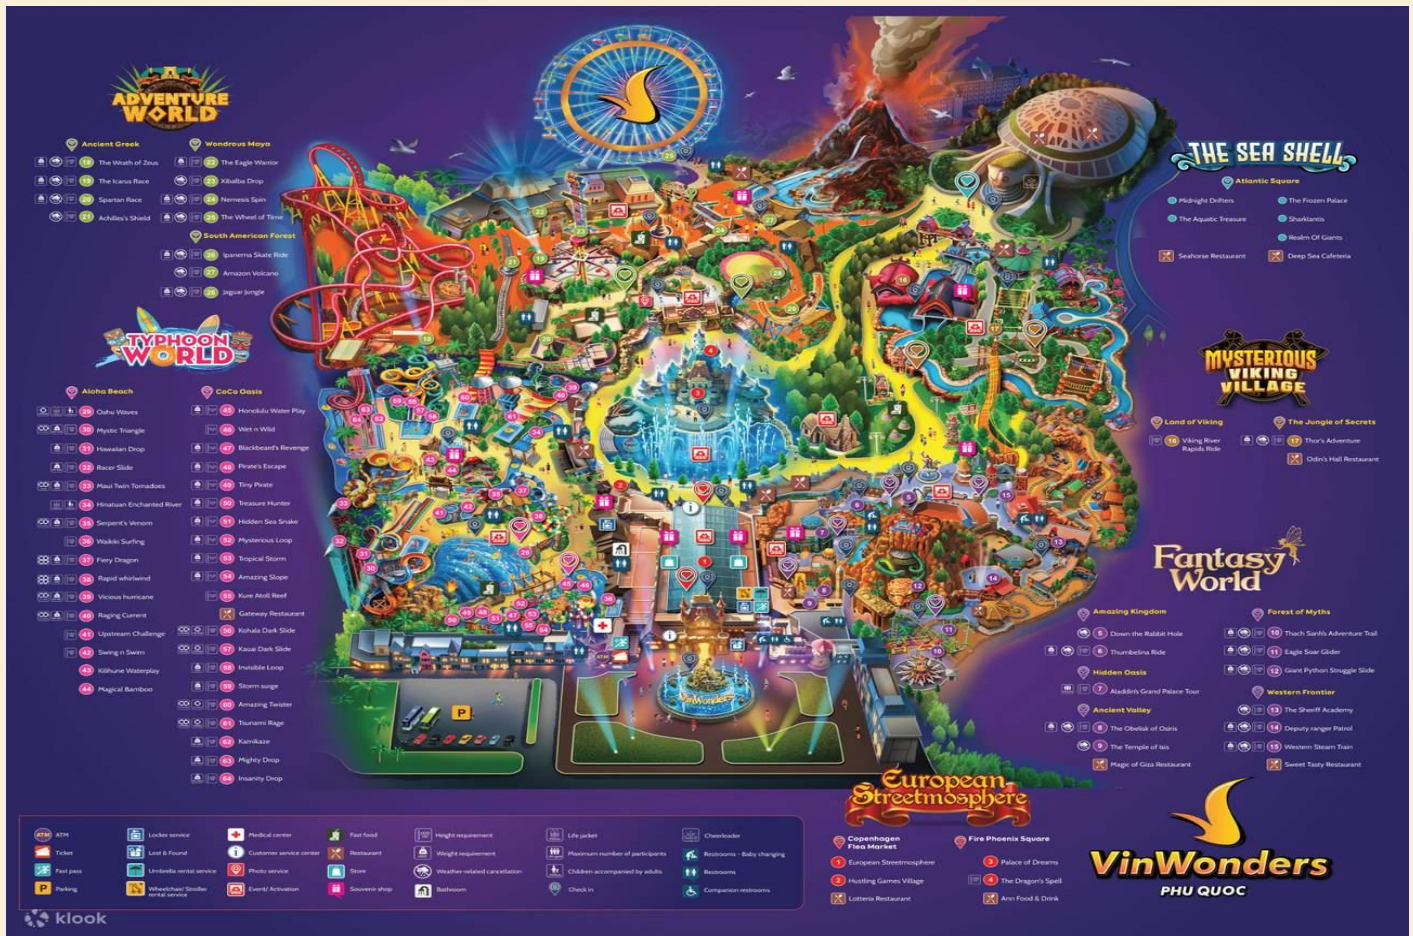 ADVENTURE
WORLD
Ancient Greek
18 The Wrath of Zeus
19 The Icarus Race
20 Spartan Race
21 Achilles's Shield
Wondrous Maya
22 The Eagle Warrior
23 Xibalba Drop
24 Nemesis Spin
25 The Wheel of Time
South American Forest
26 Ipanema Skate Ride
27 Amazon Volcano
28 Jaguar Jungle
TYPHOON
WORLD
Aloha Beach
29 Oahu Waves
30 Mystic Triangle
31 Hawaiian Drop
32 Racer Slide
33 Maui Twin Tornadoes
34 Hinatuan Enchanted River
35 Serpent's Venom
36 Waikiki Surfing
37 Fiery Dragon
38 Rapid whirlwind
39 Vicious hurricane
40 Raging Current
41 Upstream Challenge
42 Swing n Swim
43 Kilihune Waterplay
44 Magical Bamboo
CoCo Oasis
45 Honolulu Water Play
46 Wet n Wild
47 Blackbeard's Revenge
48 Pirate's Escape
49 Tiny Pirate
50 Treasure Hunter
51 Hidden Sea Snake
52 Mysterious Loop
53 Tropical Storm
54 Amazing Slope
55 Kure Atoll Reef
Gateway Restaurant
56 Kohala Dark Slide
57 Kauai Dark Slide
58 Invisible Loop
59 Storm surge
60 Amazing Twister
61 Tsunami Rage
62 Kamikaze
63 Mighty Drop
64 Insanity Drop
THE SEA SHELL
Atlantic Square
Midnight Drifters
The Aquatic Treasure
The Frozen Palace
Sharklantis
Realm Of Giants
Seahorse Restaurant
Deep Sea Cafeteria
MYSTERIOUS
VIKING
VILLAGE
Land of Viking
16 Viking River
Rapids Ride
The Jungle of Secrets
17 Thor's Adventure
Odin's Hall Restaurant
Fantasy
World
Amazing Kingdom
5 Down the Rabbit Hole
6 Thumbelina Ride
Hidden Oasis
7 Aladdin's Grand Palace Tour
Ancient Valley
8 The Obelisk of Osiris
9 The Temple of Isis
Magic of Giza Restaurant
Forest of Myths
10 Thach Sanh's Adventure Trail
11 Eagle Soar Glider
12 Giant Python Struggle Slide
Western Frontier
13 The Sheriff Academy
14 Deputy ranger Patrol
15 Western Steam Train
Sweet Tasty Restaurant
VinWonders
P
European
Streetmosphere
Copenhagen
Flea Market
1 European Streetmosphere
2 Hustling Games Village
Lotteria Restaurant
Fire Phoenix Square
3 Palace of Dreams
4 The Dragon's Spell
Ann Food & Drink
VinWonders
PHU QUOC
ATM ATM
Ticket
Fast pass
P Parking
Locker service
Lost & Found
Umbrella rental service
Wheelchair/ Stroller
rental service
Medical center
i Customer service center
Photo service
Event/ Activation
Fast food
Restaurant
Store
Souvenir shop
Height requirement
Weight requirement
Weather-related cancellation
Bathroom
Life jacket
Maximum number of participants
Children accompanied by adults
Check in
Cheerleader
Restrooms - Baby changing
Restrooms
Companion restrooms
klook